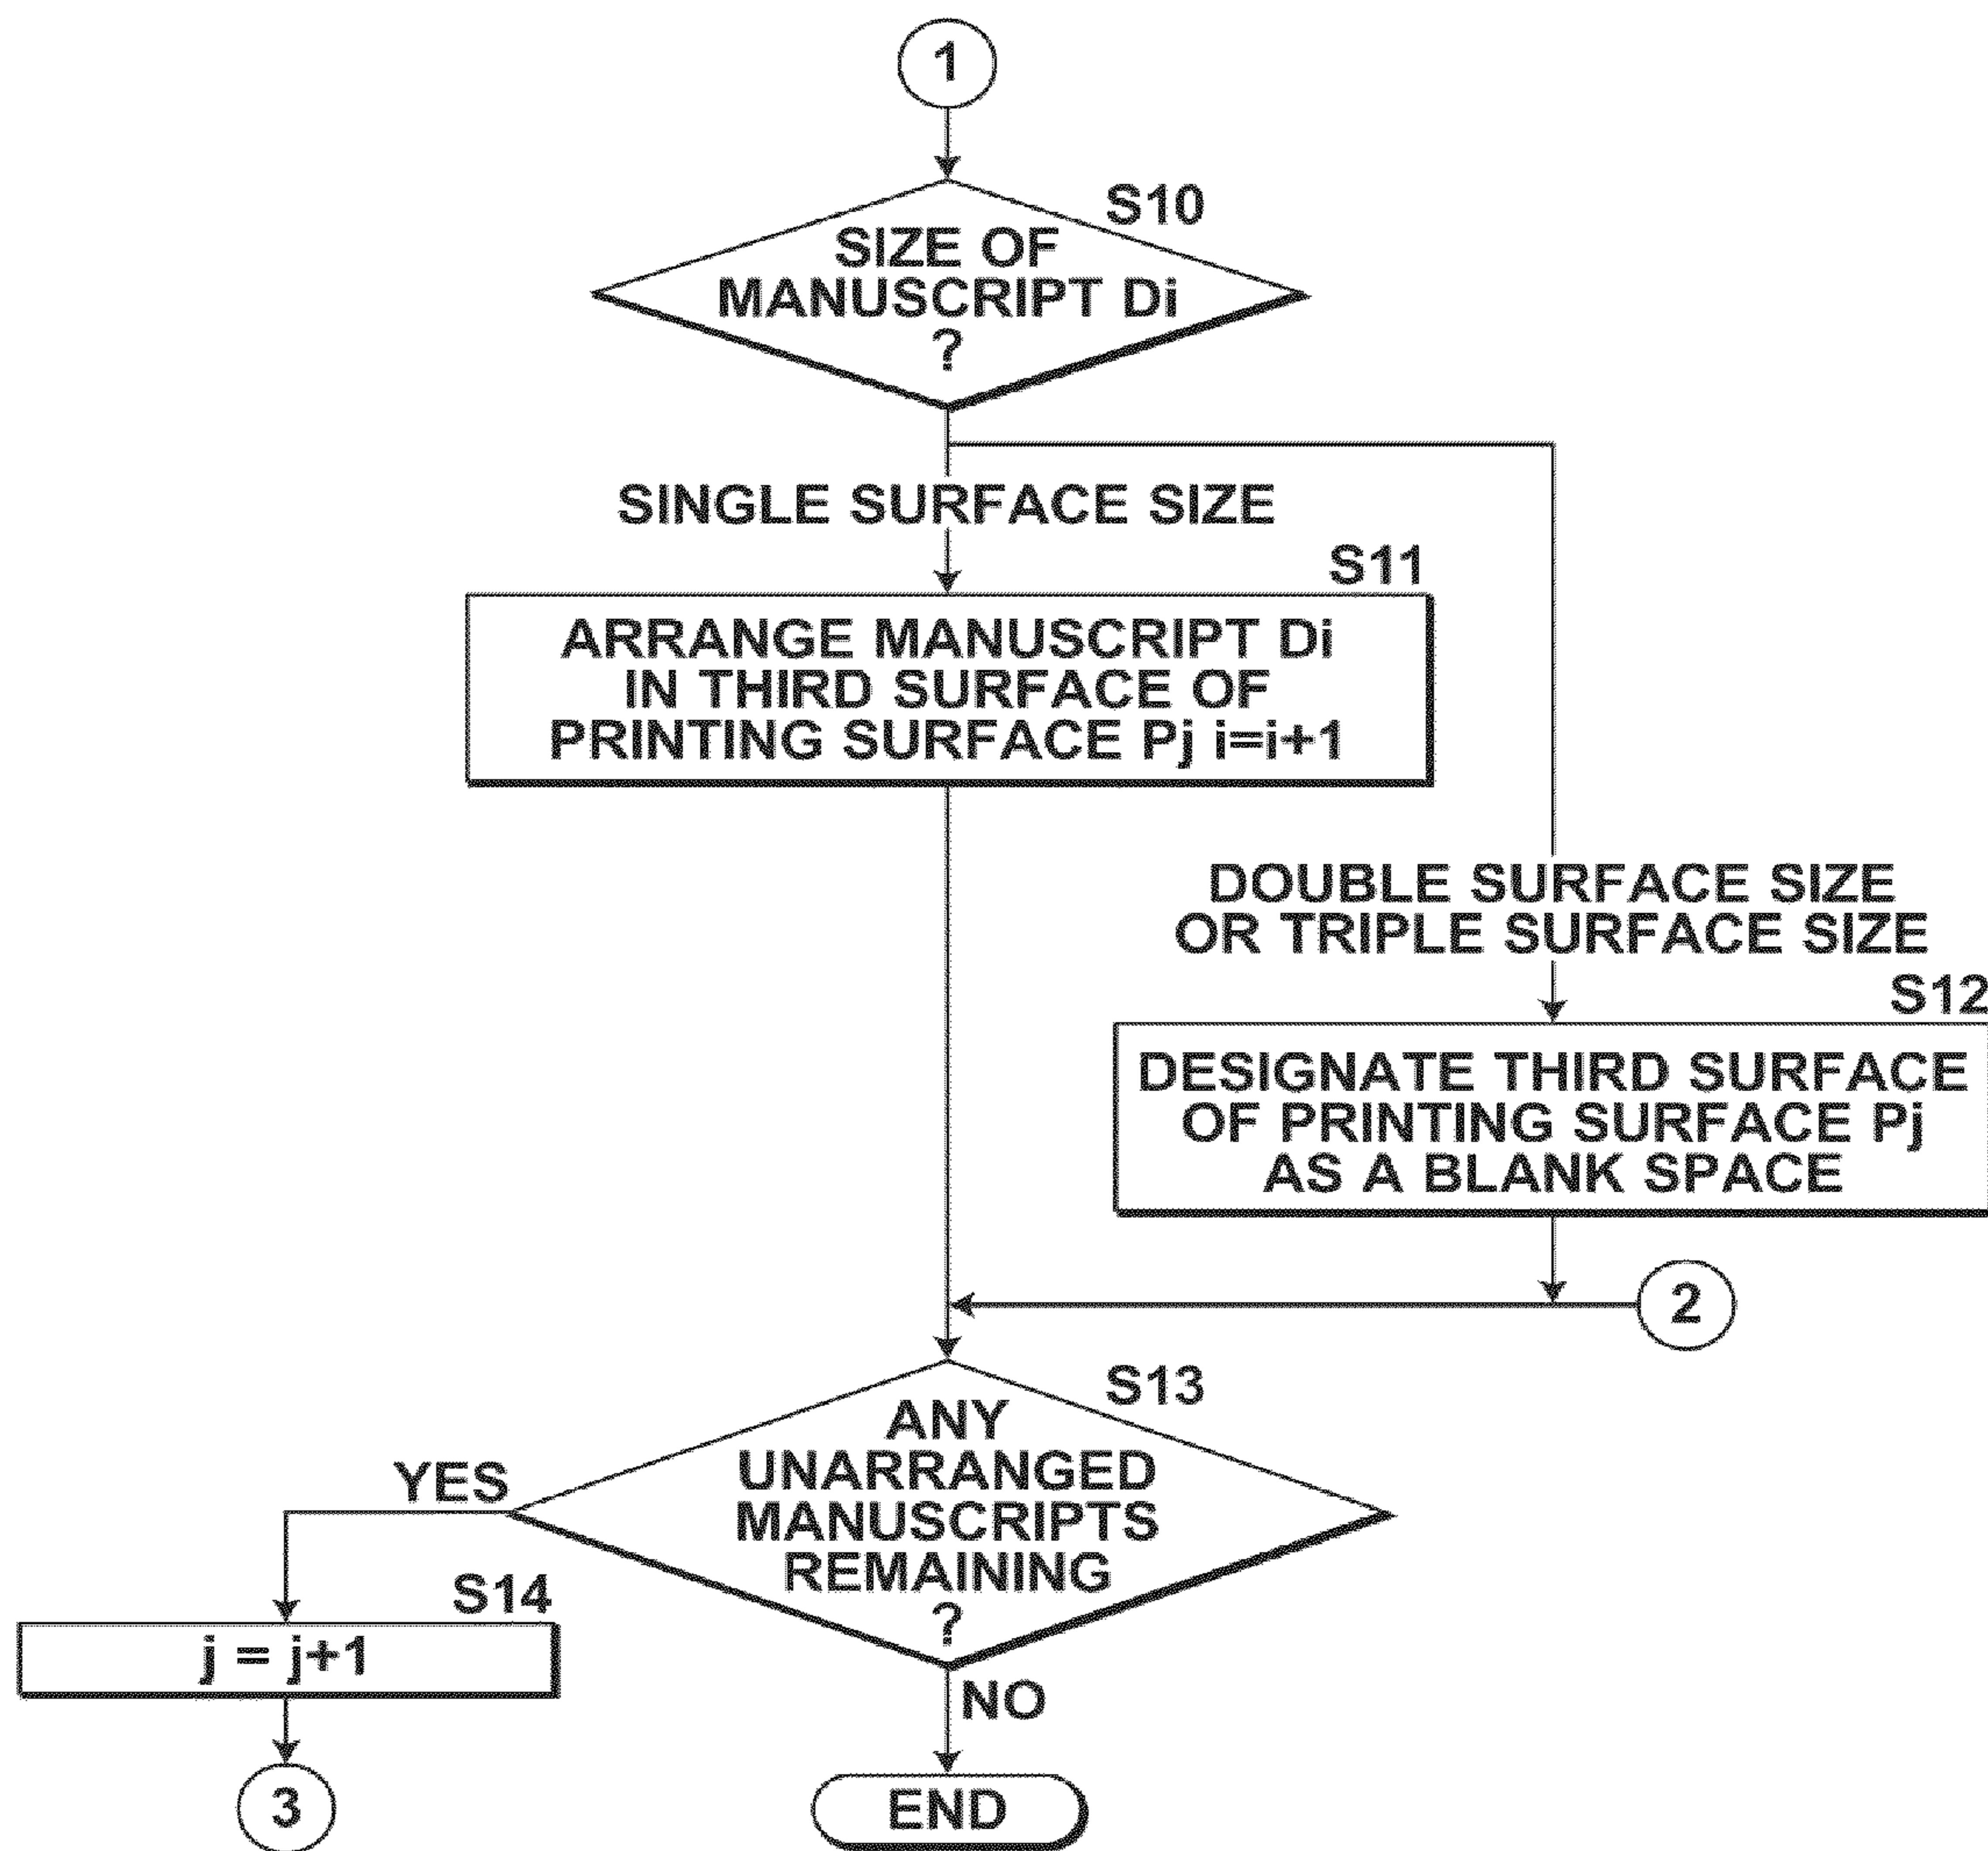 1
S10
SIZE OF
MANUSCRIPT Di
?
SINGLE SURFACE SIZE
S11
ARRANGE MANUSCRIPT Di
IN THIRD SURFACE OF
PRINTING SURFACE Pj i=i+1
DOUBLE SURFACE SIZE
OR TRIPLE SURFACE SIZE
S12
DESIGNATE THIRD SURFACE
OF PRINTING SURFACE Pj
AS A BLANK SPACE
2
S13
ANY
UNARRANGED
MANUSCRIPTS
REMAINING
?
YES
S14
j = j+1
3
NO
END